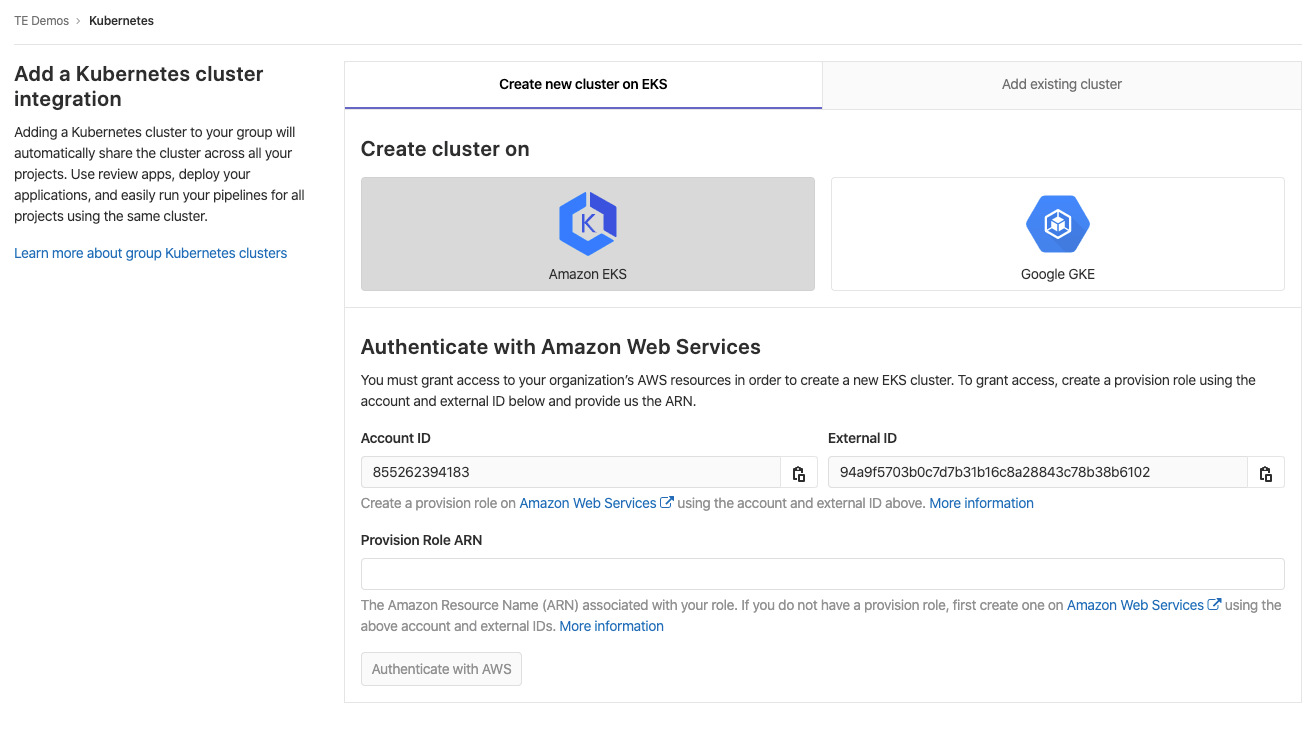 TE Demos › Kubernetes
Add a Kubernetes cluster
integration
Adding a Kubernetes cluster to your group will
automatically share the cluster across all your
projects. Use review apps, deploy your
applications, and easily run your pipelines for all
projects using the same cluster.
Learn more about group Kubernetes clusters
Create new cluster on EKS
Add existing cluster
Create cluster on
K
Amazon EKS
Google GKE
Authenticate with Amazon Web Services
You must grant access to your organization’s AWS resources in order to create a new EKS cluster. To grant access, create a provision role using the
account and external ID below and provide us the ARN.
Account ID
External ID
855262394183
94a9f5703b0c7d7b31b16c8a28843c78b38b6102
Create a provision role on Amazon Web Services using the account and external ID above. More information
Provision Role ARN
The Amazon Resource Name (ARN) associated with your role. If you do not have a provision role, first create one on Amazon Web Services using the
above account and external IDs. More information
Authenticate with AWS